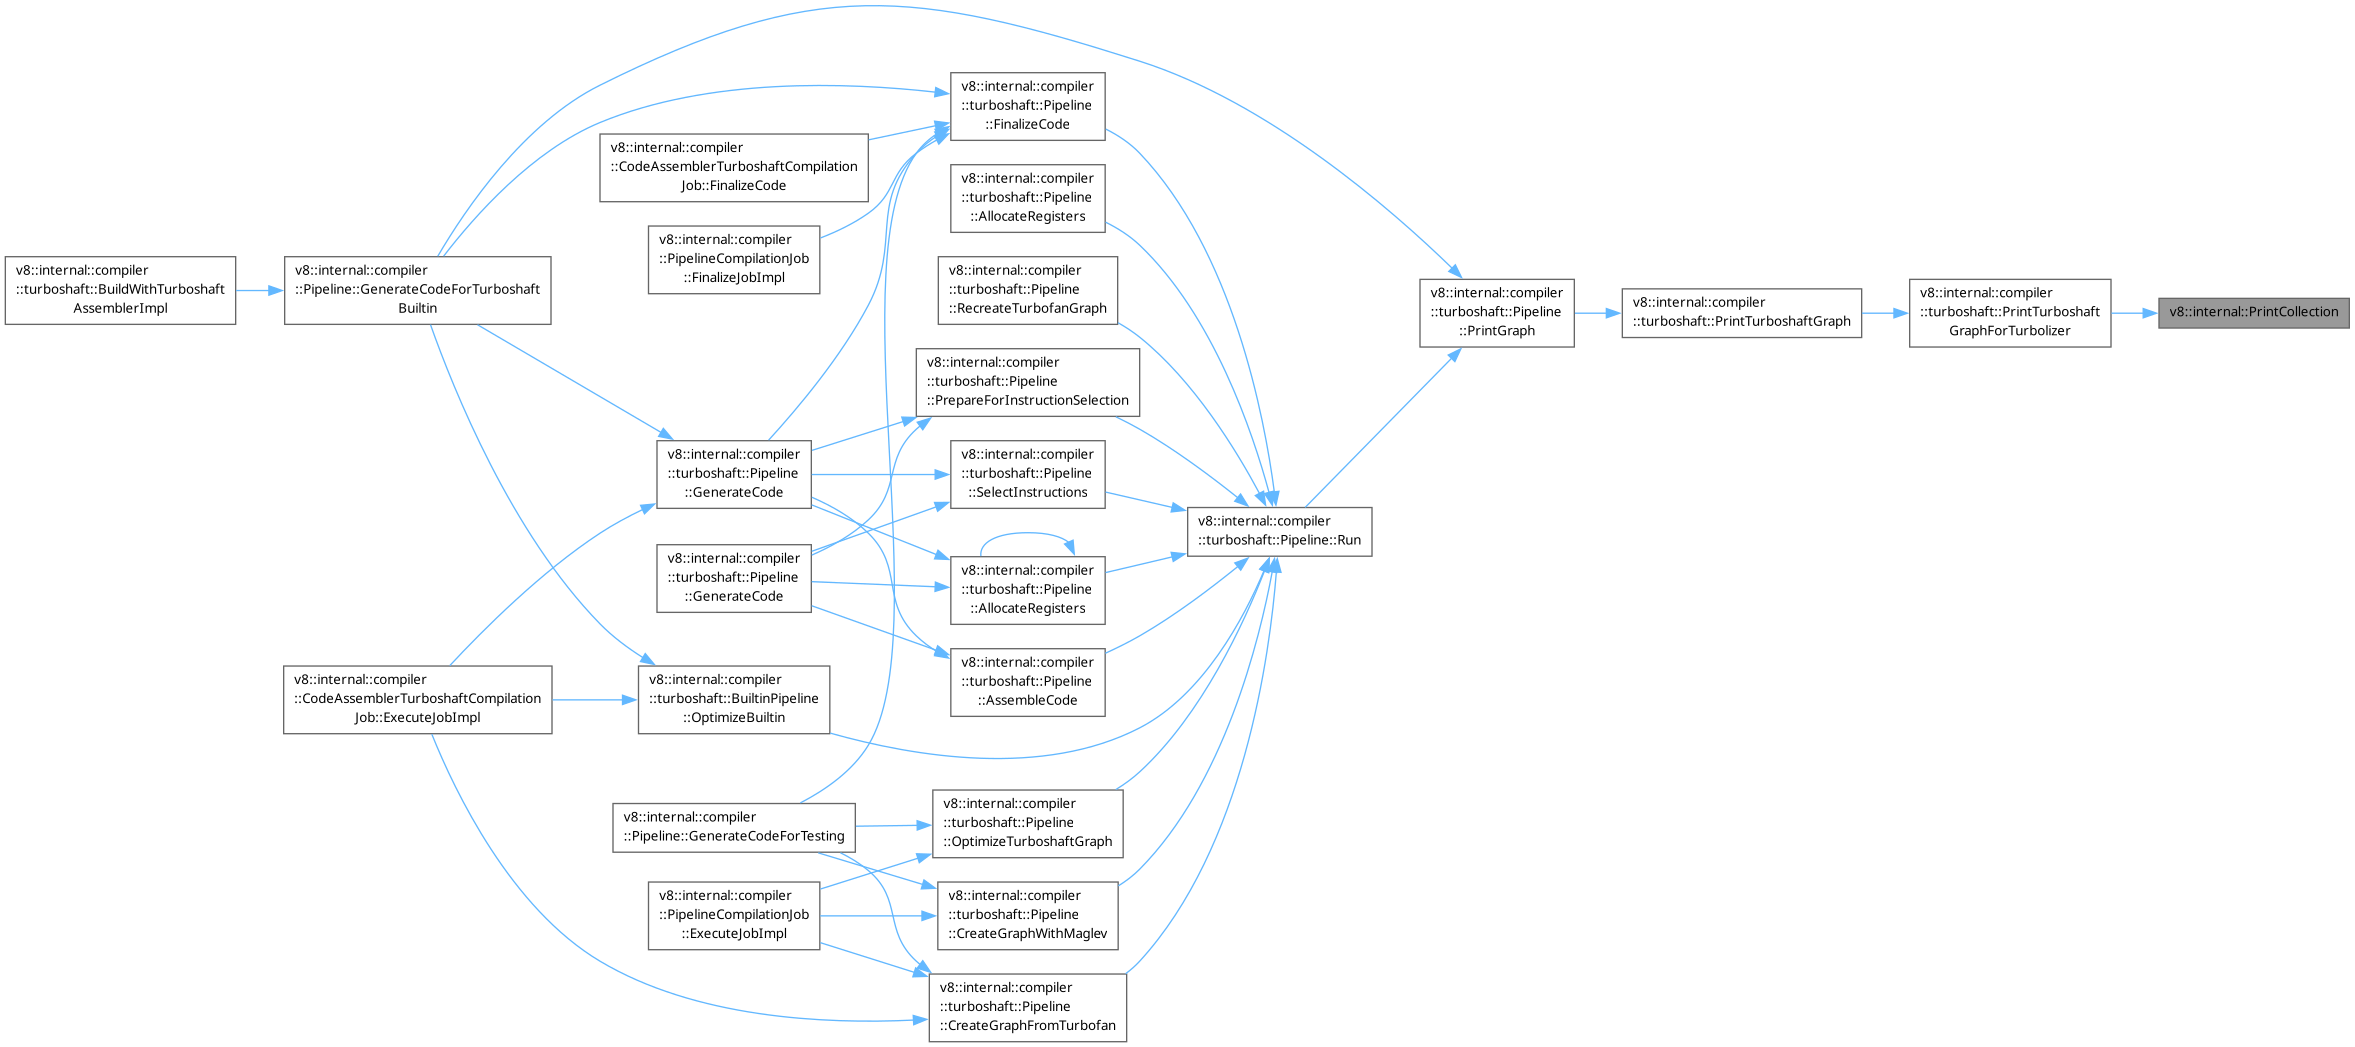 v8::internal::compiler
::turboshaft::Pipeline
::FinalizeCode
v8::internal::compiler
::CodeAssemblerTurboshaftCompilation
Job::FinalizeCode
v8::internal::compiler
::turboshaft::Pipeline
::AllocateRegisters
v8::internal::compiler
::PipelineCompilationJob
::FinalizeJobImpl
v8::internal::compiler
::turboshaft::BuildWithTurboshaft
AssemblerImpl
v8::internal::compiler
::Pipeline::GenerateCodeForTurboshaft
Builtin
v8::internal::compiler
::turboshaft::Pipeline
::RecreateTurbofanGraph
v8::internal::compiler
::turboshaft::Pipeline
::PrintGraph
v8::internal::compiler
::turboshaft::PrintTurboshaftGraph
v8::internal::compiler
::turboshaft::PrintTurboshaft
GraphForTurbolizer
v8::internal::PrintCollection
v8::internal::compiler
::turboshaft::Pipeline
::PrepareForInstructionSelection
v8::internal::compiler
::turboshaft::Pipeline
::GenerateCode
v8::internal::compiler
::turboshaft::Pipeline
::SelectInstructions
v8::internal::compiler
::turboshaft::Pipeline::Run
v8::internal::compiler
::turboshaft::Pipeline
::GenerateCode
v8::internal::compiler
::turboshaft::Pipeline
::AllocateRegisters
v8::internal::compiler
::turboshaft::Pipeline
::AssembleCode
v8::internal::compiler
::CodeAssemblerTurboshaftCompilation
Job::ExecuteJobImpl
v8::internal::compiler
::turboshaft::BuiltinPipeline
::OptimizeBuiltin
v8::internal::compiler
::Pipeline::GenerateCodeForTesting
v8::internal::compiler
::turboshaft::Pipeline
::OptimizeTurboshaftGraph
v8::internal::compiler
::PipelineCompilationJob
::ExecuteJobImpl
v8::internal::compiler
::turboshaft::Pipeline
::CreateGraphWithMaglev
v8::internal::compiler
::turboshaft::Pipeline
::CreateGraphFromTurbofan